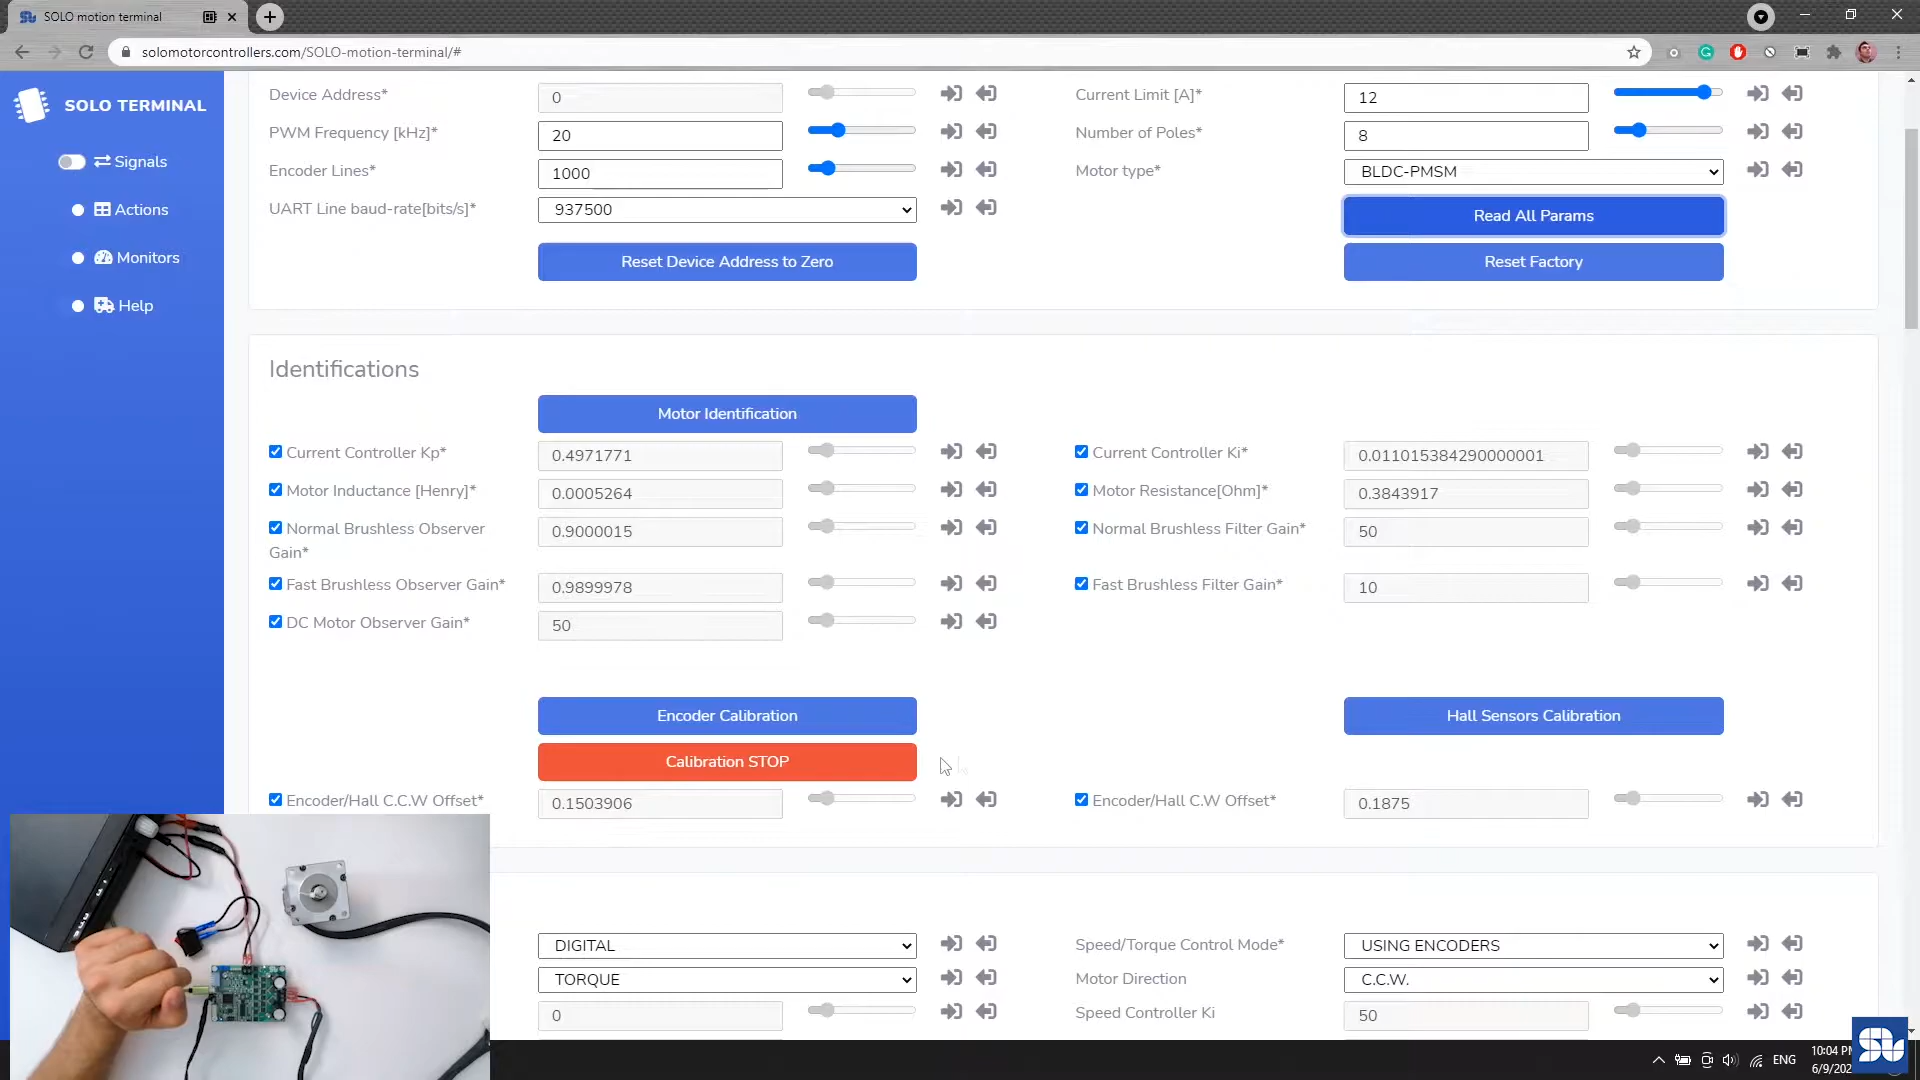 SOLO motion terminal
solomotorcontrollers.com/SOLO-motion-terminal/#
SOLO TERMINAL
Signals
Actions
Monitors
Help
Device Address* 0 Current Limit [A]* 12
PWM Frequency [kHz]* 20 Number of Poles* 8
Encoder Lines* 1000 Motor type* BLDC-PMSM
UART Line baud-rate[bits/s]* 937500 Read All Params
Reset Device Address to Zero Reset Factory
Identifications
Motor Identification
Current Controller Kp* 0.4971771 Current Controller Ki* 0.011015384290000001
Motor Inductance [Henry]* 0.0005264 Motor Resistance[Ohm]* 0.3843917
Normal Brushless Observer
Gain* 0.9000015 Normal Brushless Filter Gain* 50
Fast Brushless Observer Gain* 0.9899978 Fast Brushless Filter Gain* 10
DC Motor Observer Gain* 50
Encoder Calibration Hall Sensors Calibration
Calibration STOP
Encoder/Hall C.C.W Offset* 0.1503906 Encoder/Hall C.W Offset* 0.1875
DIGITAL Speed/Torque Control Mode* USING ENCODERS
TORQUE Motor Direction C.C.W.
0 Speed Controller Ki 50
ENG
10:04
6/9/202